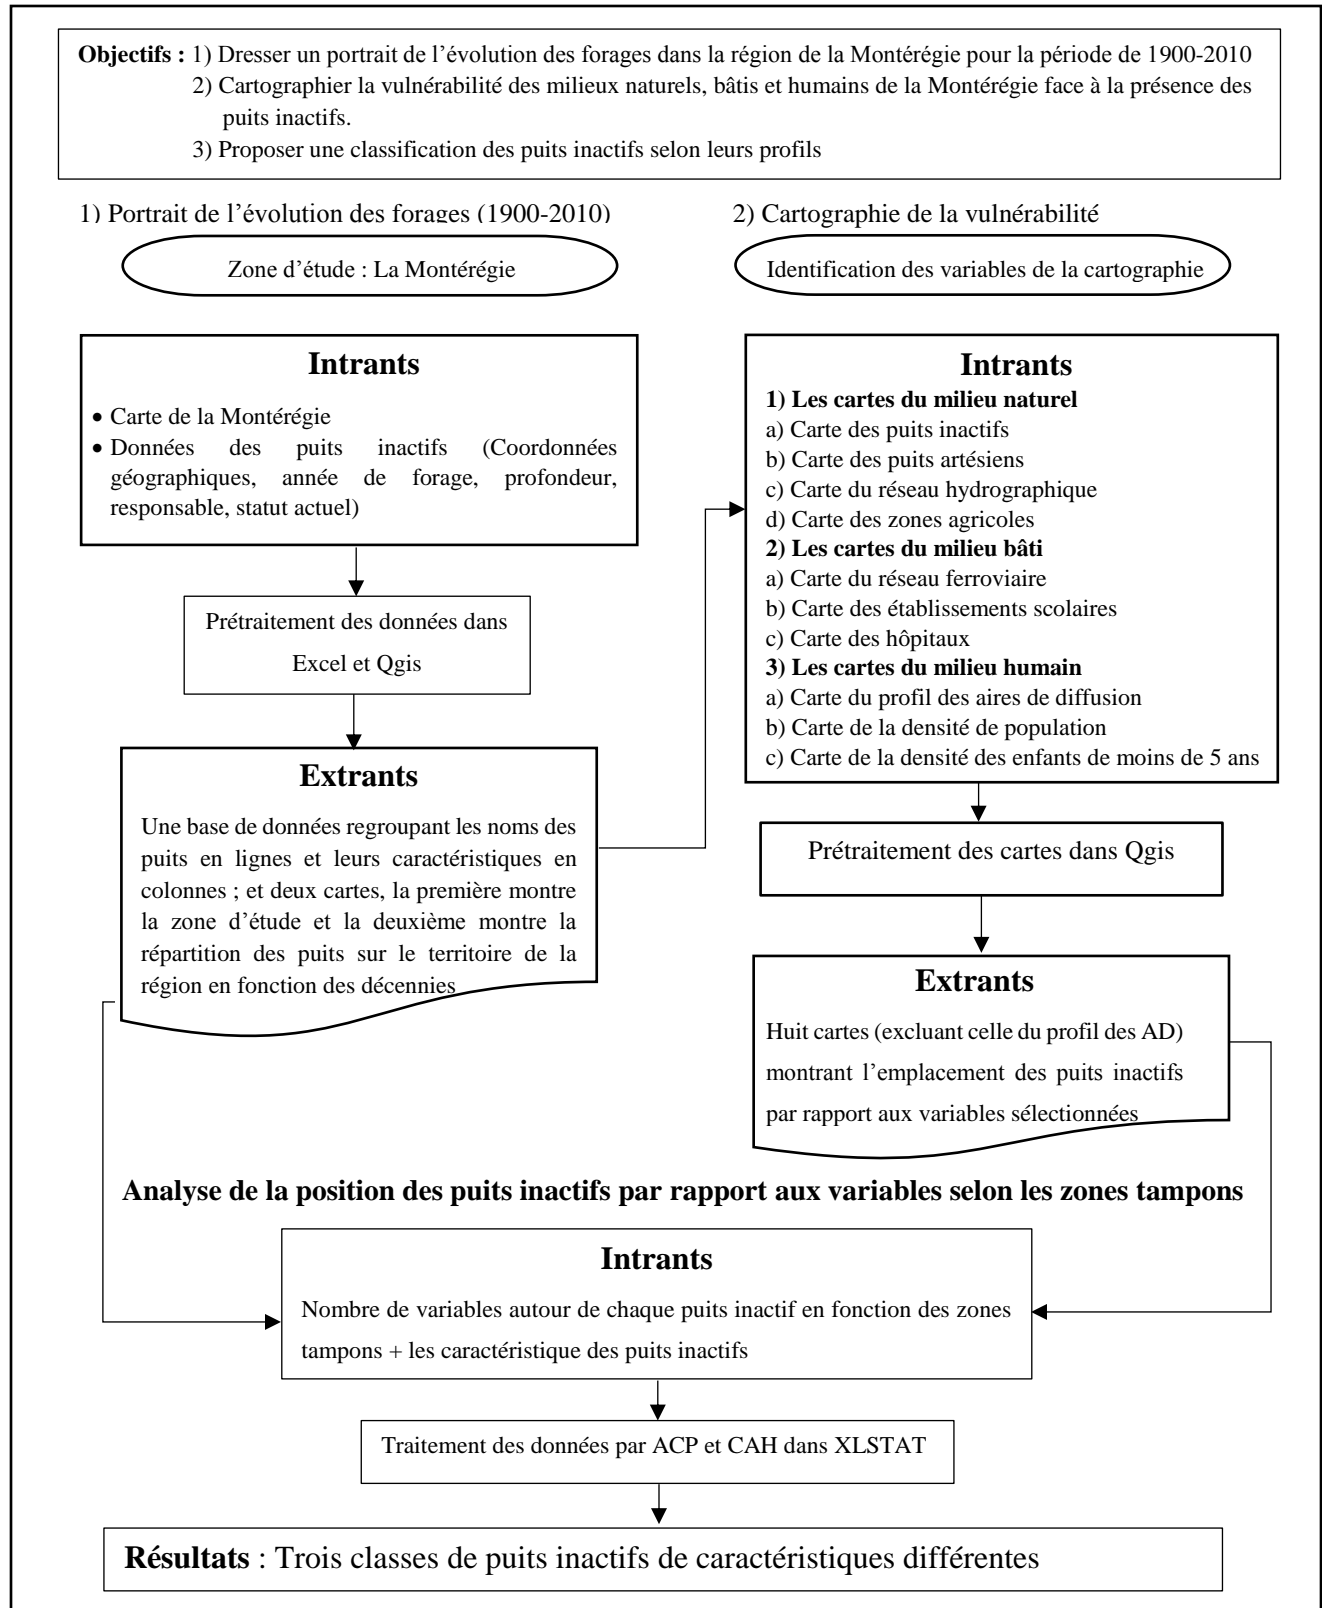 Objectifs : 1) Dresser un portrait de l’évolution des forages dans la région de la Montérégie pour la période de 1900-2010
2) Cartographier la vulnérabilité des milieux naturels, bâtis et humains de la Montérégie face à la présence des
puits inactifs.
3) Proposer une classification des puits inactifs selon leurs profils
1) Portrait de l’évolution des forages (1900-2010)
Zone d’étude : La Montérégie
Intrants
• Carte de la Montérégie
• Données des puits inactifs (Coordonnées
géographiques, année de forage, profondeur,
responsable, statut actuel)
Prétraitement des données dans
Excel et Qgis
Extrants
Une base de données regroupant les noms des
puits en lignes et leurs caractéristiques en
colonnes ; et deux cartes, la première montre
la zone d’étude et la deuxième montre la
répartition des puits sur le territoire de la
région en fonction des décennies
2) Cartographie de la vulnérabilité
Identification des variables de la cartographie
Intrants
1) Les cartes du milieu naturel
a) Carte des puits inactifs
b) Carte des puits artésiens
c) Carte du réseau hydrographique
d) Carte des zones agricoles
2) Les cartes du milieu bâti
a) Carte du réseau ferroviaire
b) Carte des établissements scolaires
c) Carte des hôpitaux
3) Les cartes du milieu humain
a) Carte du profil des aires de diffusion
b) Carte de la densité de population
c) Carte de la densité des enfants de moins de 5 ans
Prétraitement des cartes dans Qgis
Extrants
Huit cartes (excluant celle du profil des AD)
montrant l’emplacement des puits inactifs
par rapport aux variables sélectionnées
Analyse de la position des puits inactifs par rapport aux variables selon les zones tampons
Intrants
Nombre de variables autour de chaque puits inactif en fonction des zones
tampons + les caractéristique des puits inactifs
Traitement des données par ACP et CAH dans XLSTAT
Résultats : Trois classes de puits inactifs de caractéristiques différentes